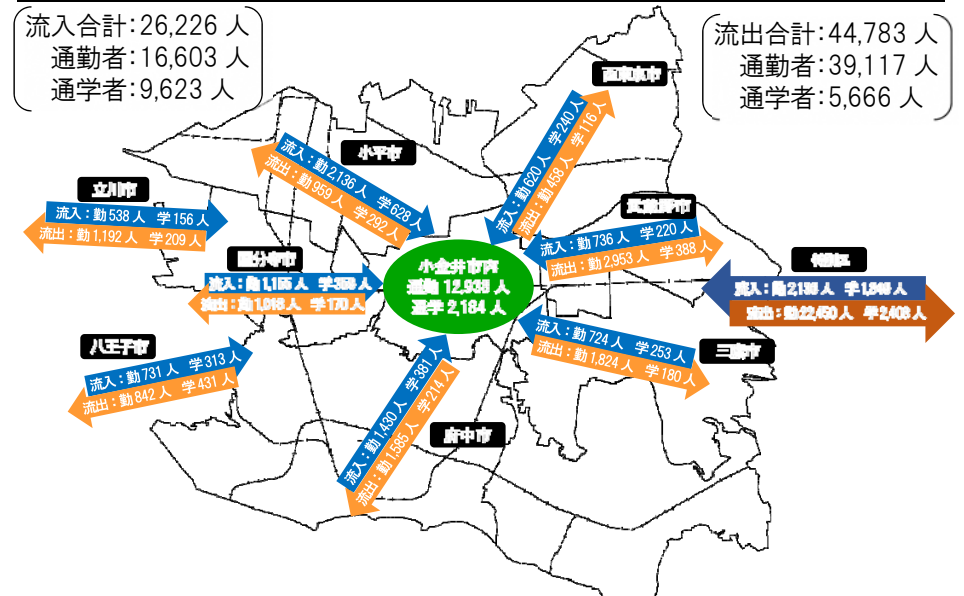 流入合計：26,226 人
通勤者：16,603 人
通学者：9,623 人
流出合計：44,783 人
通勤者：39,117 人
通学者：5,666 人
西東京市
流入：勤 620 人　学 240 人
流出：勤 458 人　学 116 人
小平市
流入：勤 2,136 人　学 628 人
流出：勤 959 人　学 292 人
立川市
流入：勤 538 人　学 156 人
流出：勤 1,192 人　学 209 人
武蔵野市
流入：勤 736 人　学 220 人
流出：勤 2,953 人　学 388 人
国分寺市
流入：勤
流出：勤　学 170 人
小金井市内
通勤 12,938 人
通学 2,184 人
流入：勤
流出：勤
流入：勤 724 人　学 253 人
流出：勤 1,824 人　学 180 人
三鷹市
八王子市
流入：勤 731 人　学 313 人
流出：勤 842 人　学 431 人
流入：勤 1,430 人　学 381 人
流出：勤 1,585 人　学 214 人
府中市